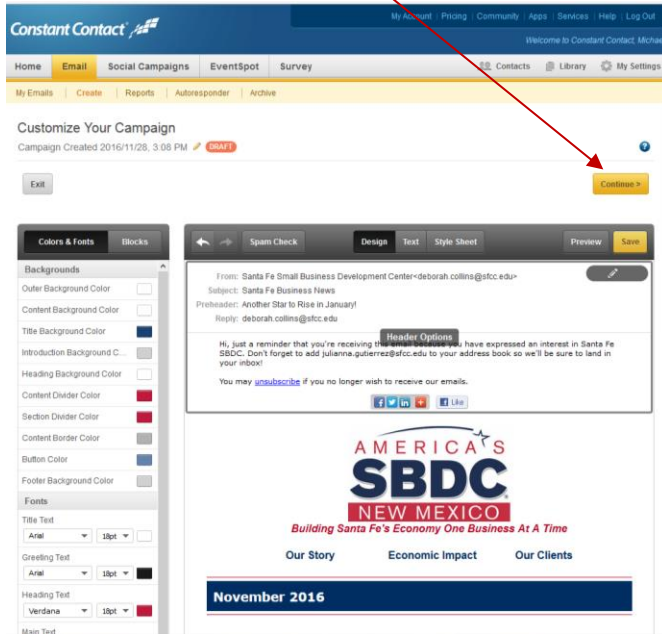 My Account | Pricing | Community | Apps | Services | Help | Log Out
Constant Contact
Welcome to Constant Contact, Michae
Home Email Social Campaigns EventSpot Survey Contacts Library My Settings
My Emails | Create | Reports | Autoresponder | Archive
Customize Your Campaign
Campaign Created 2016/11/28, 3:08 PM DRAFT ?
Exit Continue >
Colors & Fonts Blocks
Spam Check Design Text Style Sheet Preview Save
Backgrounds
Outer Background Color
Content Background Color
Title Background Color
Introduction Background C...
Heading Background Color
Content Divider Color
Section Divider Color
Content Border Color
Button Color
Footer Background Color
Fonts
Title Text
Arial 18pt
Greeting Text
Arial 18pt
Heading Text
Verdana 18pt
Main Text
From: Santa Fe Small Business Development Center<deborah.collins@sfcc.edu>
Subject: Santa Fe Business News
Preheader: Another Star to Rise in January!
Reply: deborah.collins@sfcc.edu
Header Options
Hi, just a reminder that you're receiving this email because you have expressed an interest in Santa Fe
SBDC. Don't forget to add julianna.gutierrez@sfcc.edu to your address book so we'll be sure to land in
your inbox!
You may unsubscribe if you no longer wish to receive our emails.
f in + f Like
AMERICA'S
SBDC
NEW MEXICO
Building Santa Fe's Economy One Business At A Time
Our Story Economic Impact Our Clients
November 2016